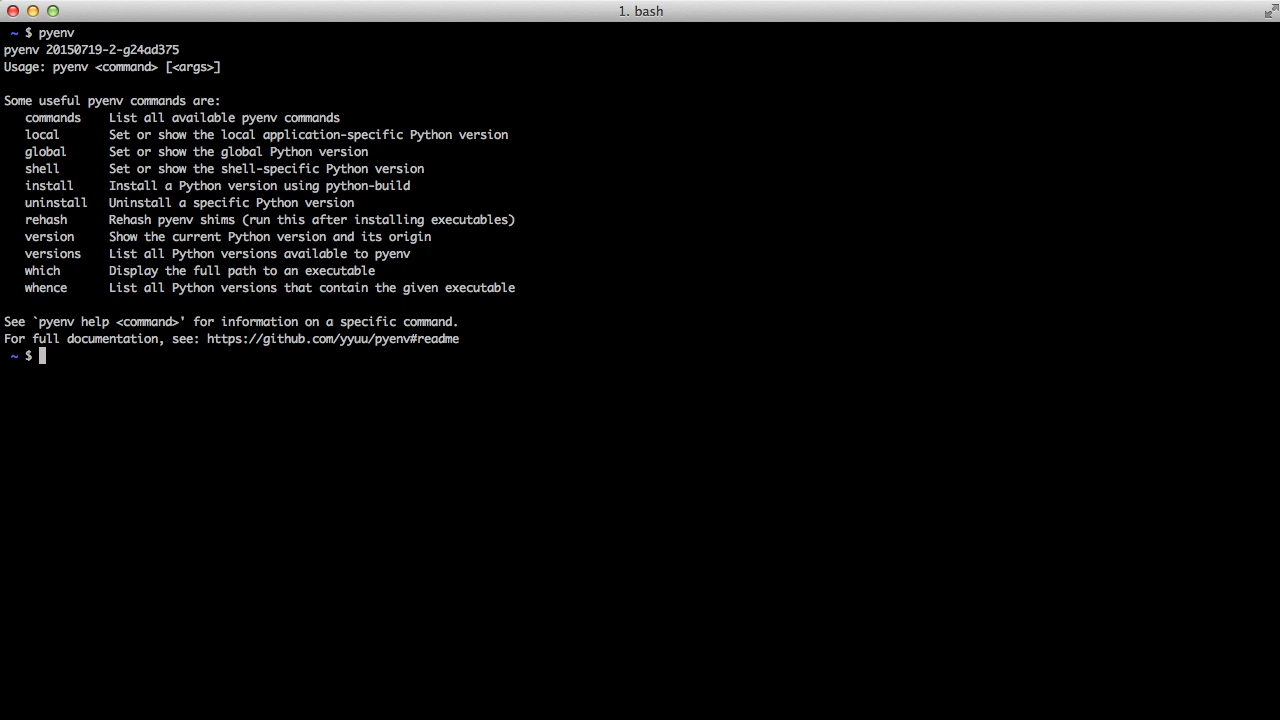 1. bash
~ $ pyenv
pyenv 20150719-2-g24ad375
Usage: pyenv <command> [<args>]
Some useful pyenv commands are:
commands    List all available pyenv commands
local       Set or show the local application-specific Python version
global      Set or show the global Python version
shell       Set or show the shell-specific Python version
install     Install a Python version using python-build
uninstall   Uninstall a specific Python version
rehash      Rehash pyenv shims (run this after installing executables)
version     Show the current Python version and its origin
versions    List all Python versions available to pyenv
which       Display the full path to an executable
whence      List all Python versions that contain the given executable
See `pyenv help <command>' for information on a specific command.
For full documentation, see: https://github.com/yyuu/pyenv#readme
~ $